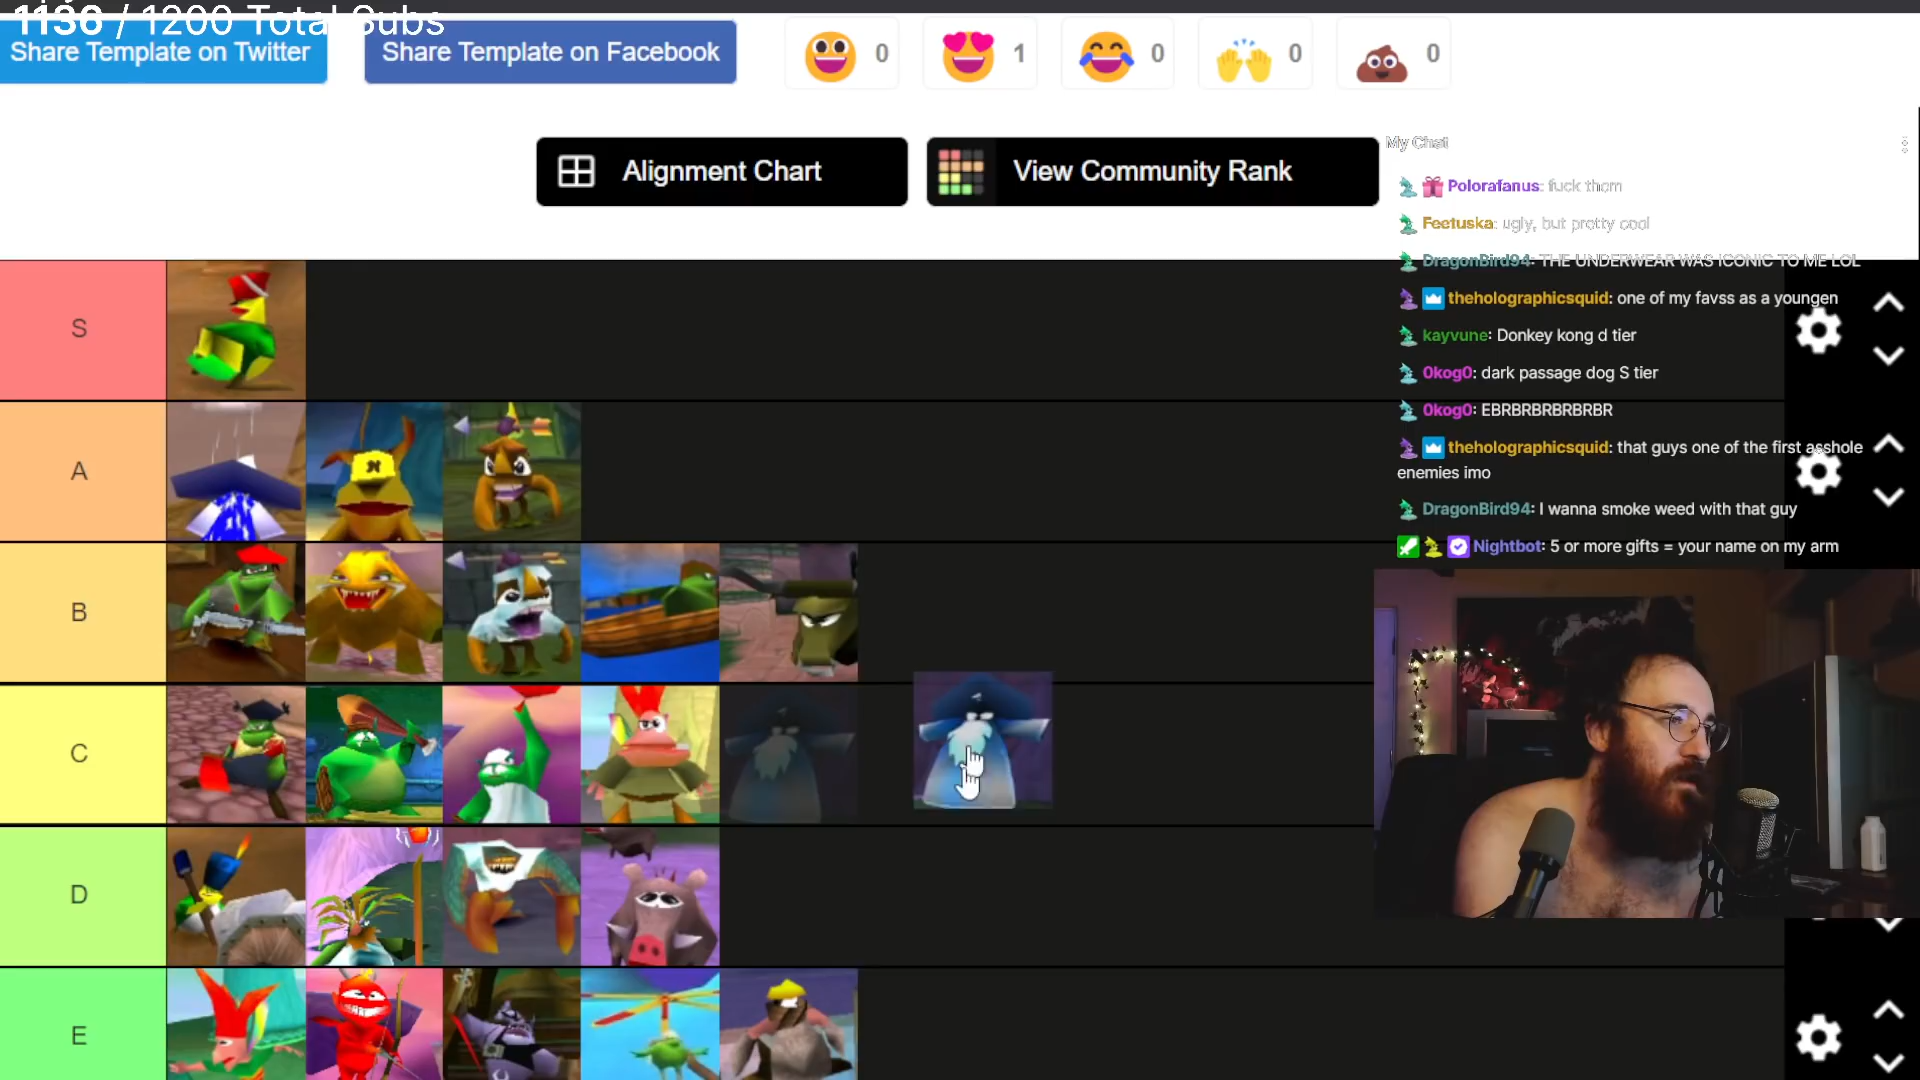 1136 / 1200 Total Subs
Share Template on Twitter
Share Template on Facebook
0
1
0
0
0
Alignment Chart
View Community Rank
My Chat
Polorafanus: fuck thom
Feetuska: ugly, but pretty cool
DragonBird94: THE UNDERWEAR WAS ICONIC TO ME LOL
theholographicsquid: one of my favss as a youngen
kayvune: Donkey kong d tier
0kog0: dark passage dog S tier
0kog0: EBRBRBRBRBRBR
theholographicsquid: that guys one of the first asshole
enemies imo
DragonBird94: I wanna smoke weed with that guy
Nightbot: 5 or more gifts = your name on my arm
S
A
B
C
D
E